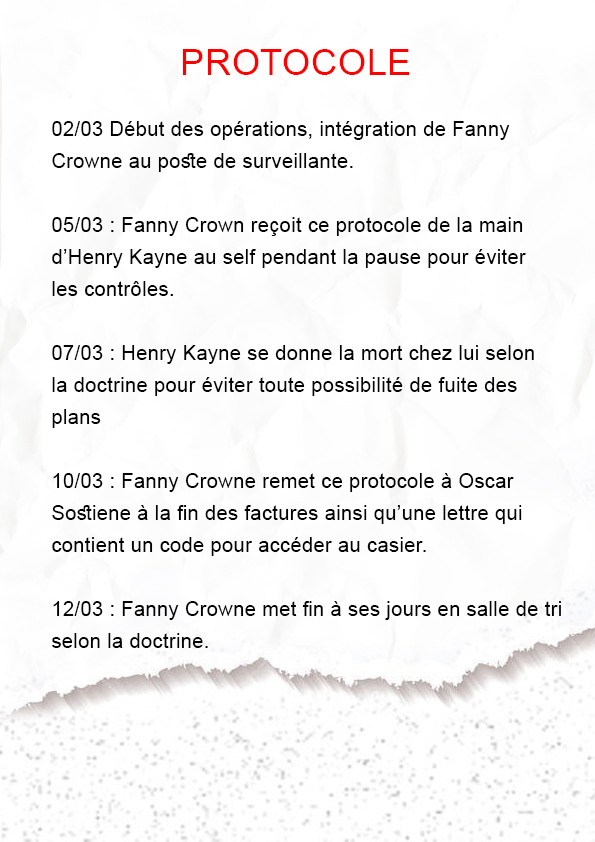 PROTOCOLE
02/03 Début des opérations, intégration de Fanny
Crowne au poste de surveillante.
05/03 : Fanny Crown reçoit ce protocole de la main
d’Henry Kayne au self pendant la pause pour éviter
les contrôles.
07/03 : Henry Kayne se donne la mort chez lui selon
la doctrine pour éviter toute possibilité de fuite des
plans
10/03 : Fanny Crowne remet ce protocole à Oscar
Sostiene à la fin des factures ainsi qu’une lettre qui
contient un code pour accéder au casier.
12/03 : Fanny Crowne met fin à ses jours en salle de tri
selon la doctrine.